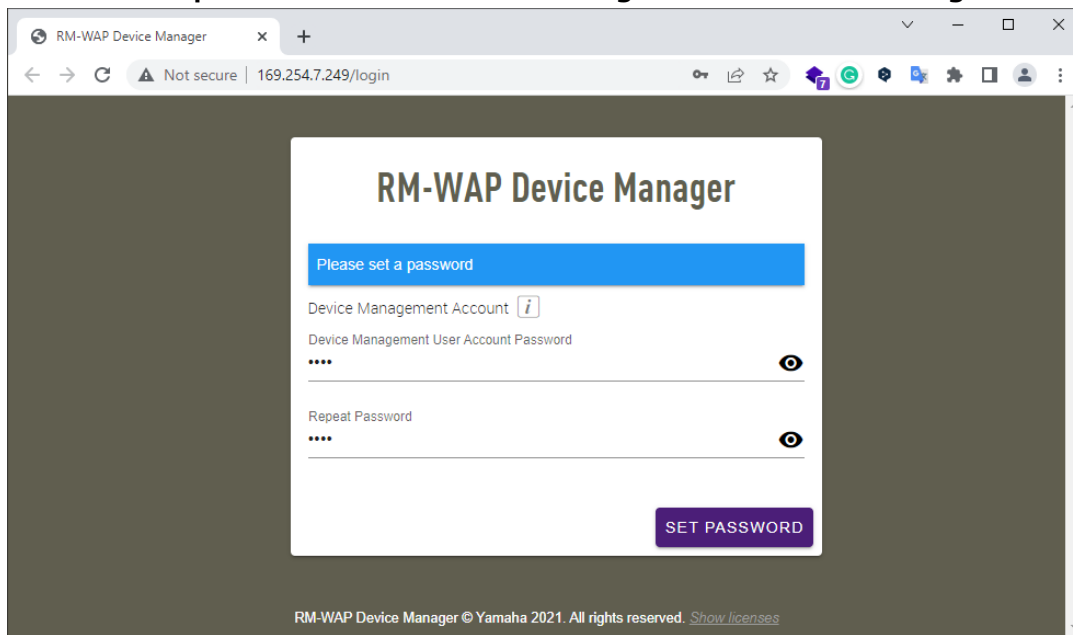 RM-WAP Device Manager
Not secure 169.254.7.249/login
7
G
RM-WAP Device Manager
Please set a password
Device Management Account i
Device Management User Account Password
••••
Repeat Password
••••
SET PASSWORD
RM-WAP Device Manager © Yamaha 2021. All rights reserved. Show licenses